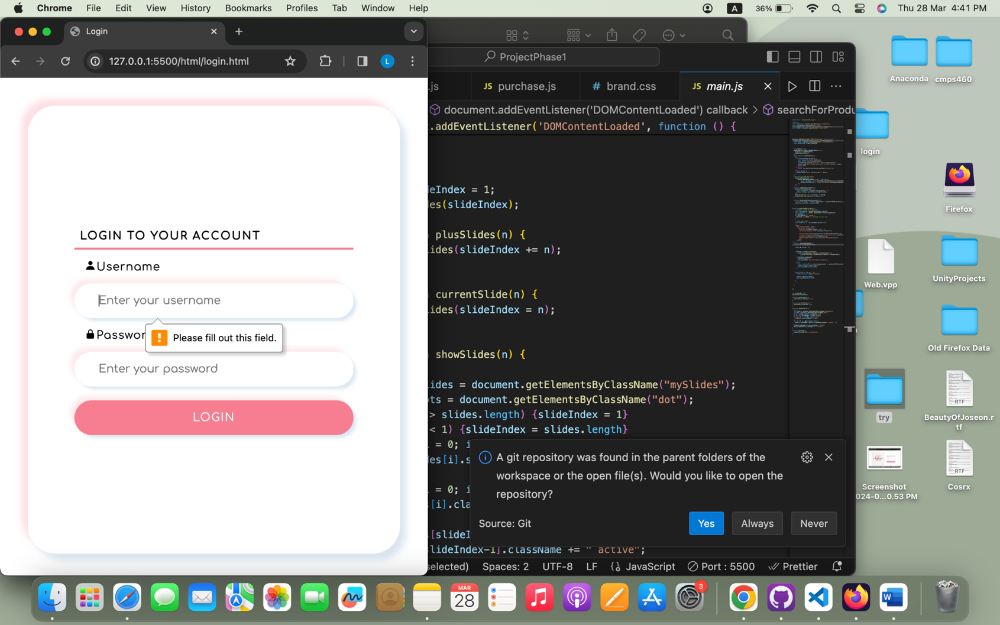 Chrome File Edit View History Bookmarks Profiles Tab Window Help A 36% Thu 28 Mar 4:41 PM
Login
127.0.0.1:5500/html/login.html
L
LOGIN TO YOUR ACCOUNT
Username
Enter your username
Please fill out this field.
Enter your password
LOGIN
ProjectPhase1
.js
JS purchase.js
# brand.css
JS main.js
document.addEventListener('DOMContentLoaded') callback > searchForProdu
.addEventListener('DOMContentLoaded', function () {
eIndex = 1;
es(slideIndex);
plusSlides(n) {
ides(slideIndex += n);
currentSlide(n) {
ides(slideIndex = n);
showSlides(n) {
ides = document.getElementsByClassName("mySlides");
ts = document.getElementsByClassName("dot");
> slides.length) {slideIndex = 1}
< 1) {slideIndex = slides.length}
= 0; i
es[i].s
= 0; i
[i].cla
[slideI
lideIndex-1].className += " active";
A git repository was found in the parent folders of the
workspace or the open file(s). Would you like to open the
repository?
Source: Git
Yes
Always
Never
selected) Spaces: 2 UTF-8 LF JavaScript Port : 5500 Prettier
Anaconda
cmps460
login
Firefox
Web.vpp
UnityProjects
Old Firefox Data
try
RTF
BeautyOfJoseon.r
tf
Screenshot
024-0...0.53 PM
RTF
Cosrx
MAR
28
3
W